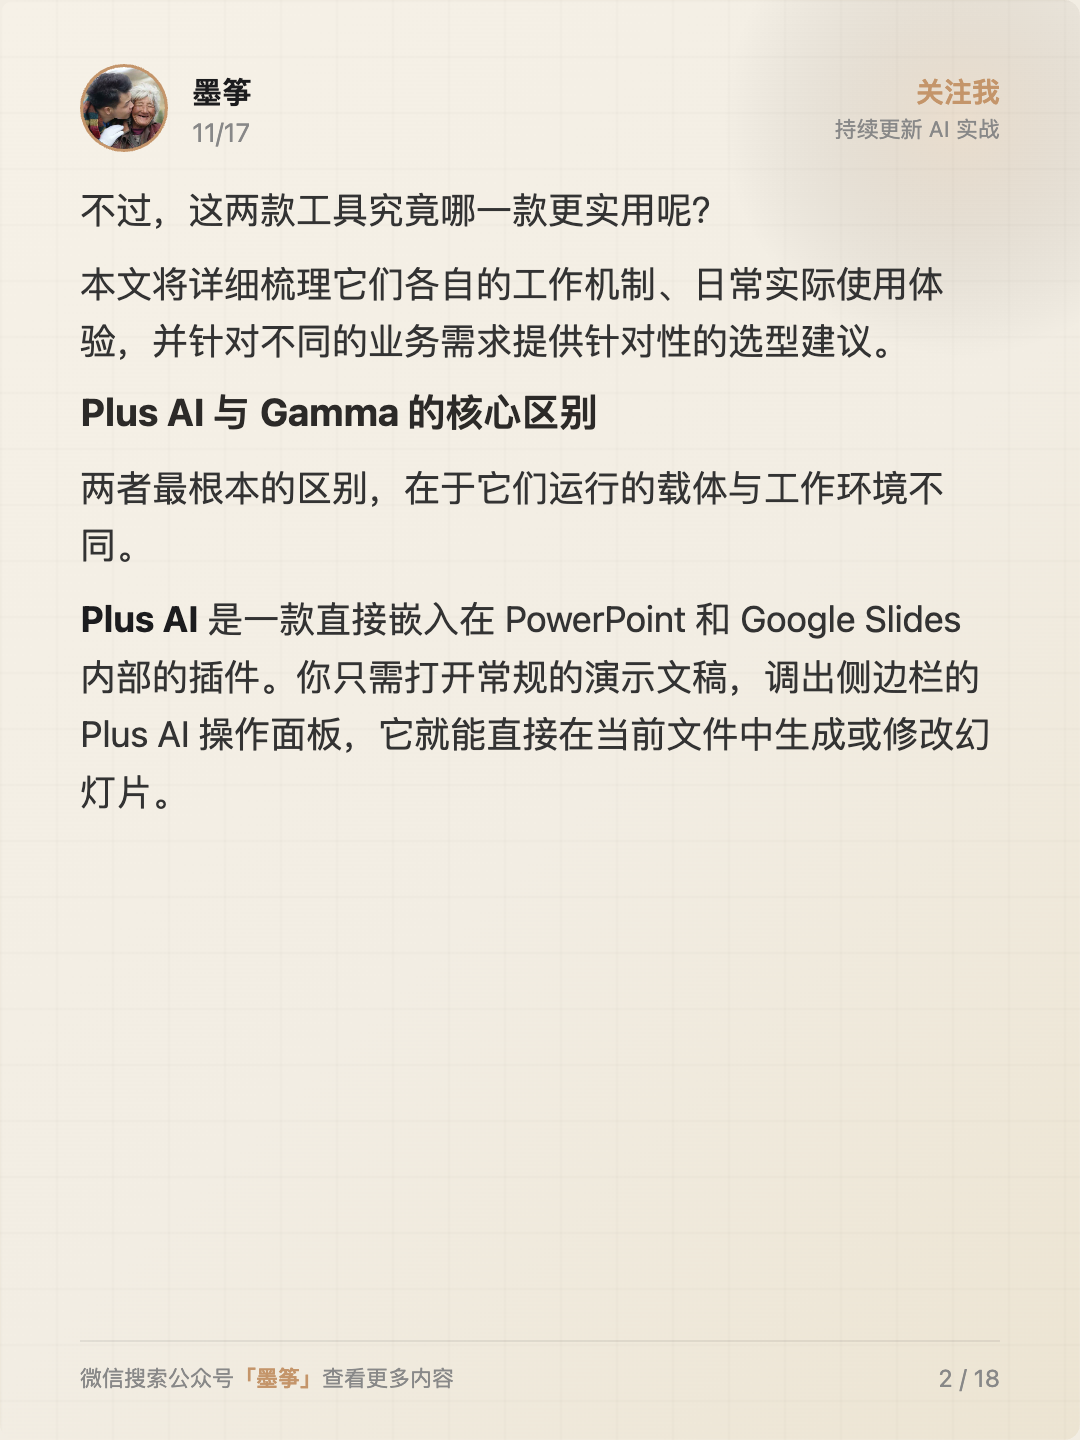 墨筝
11/17
关注我
持续更新 AI 实战
不过，这两款工具究竟哪一款更实用呢？
本文将详细梳理它们各自的工作机制、日常实际使用体
验，并针对不同的业务需求提供针对性的选型建议。
Plus AI 与 Gamma 的核心区别
两者最根本的区别，在于它们运行的载体与工作环境不
同。
Plus AI 是一款直接嵌入在 PowerPoint 和 Google Slides
内部的插件。你只需打开常规的演示文稿，调出侧边栏的
Plus AI 操作面板，它就能直接在当前文件中生成或修改幻
灯片。
微信搜索公众号「墨筝」查看更多内容
2 / 18